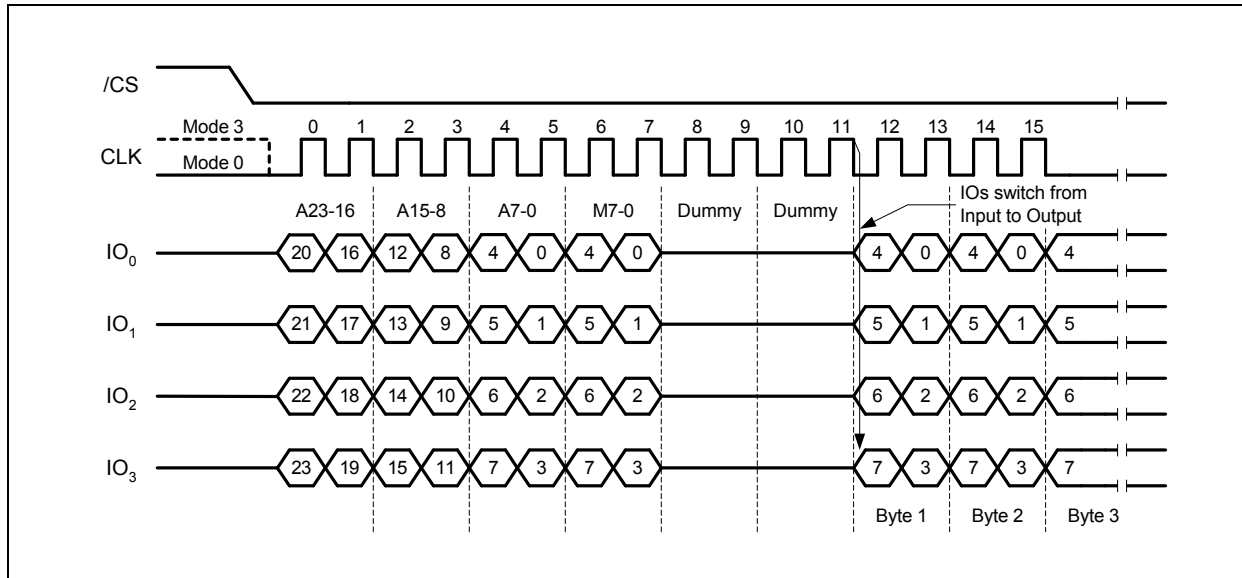 /CS
Mode 3 0 1 2 3 4 5 6 7 8 9 10 11 12 13 14 15
CLK
Mode 0
A23-16 A15-8 A7-0 M7-0 Dummy Dummy IOs switch from
Input to Output
IO0 20 16 12 8 4 0 4 0 4 0 4 0 4
IO1 21 17 13 9 5 1 5 1 5 1 5 1 5
IO2 22 18 14 10 6 2 6 2 6 2 6 2 6
IO3 23 19 15 11 7 3 7 3 7 3 7 3 7
Byte 1 Byte 2 Byte 3